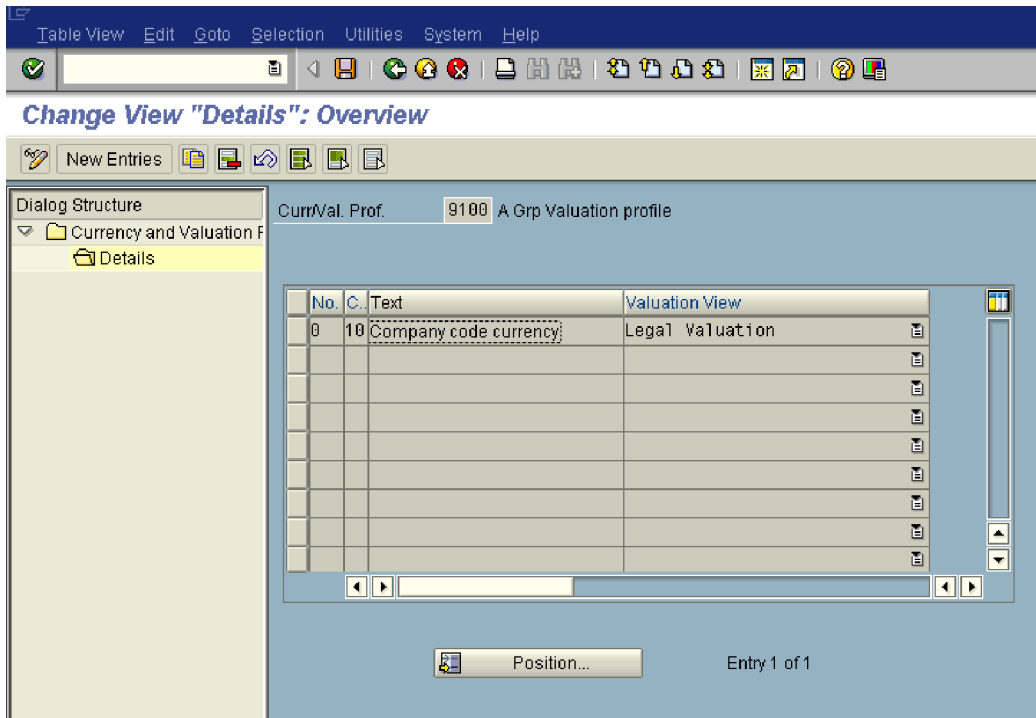 Table View Edit Goto Selection Utilities System Help
Change View "Details": Overview
New Entries
Dialog Structure
Currency and Valuation F
Details
Curr/Val. Prof. 9100 A Grp Valuation profile
No. C.. Text Valuation View
0 10 Company code currency Legal Valuation
Position... Entry 1 of 1